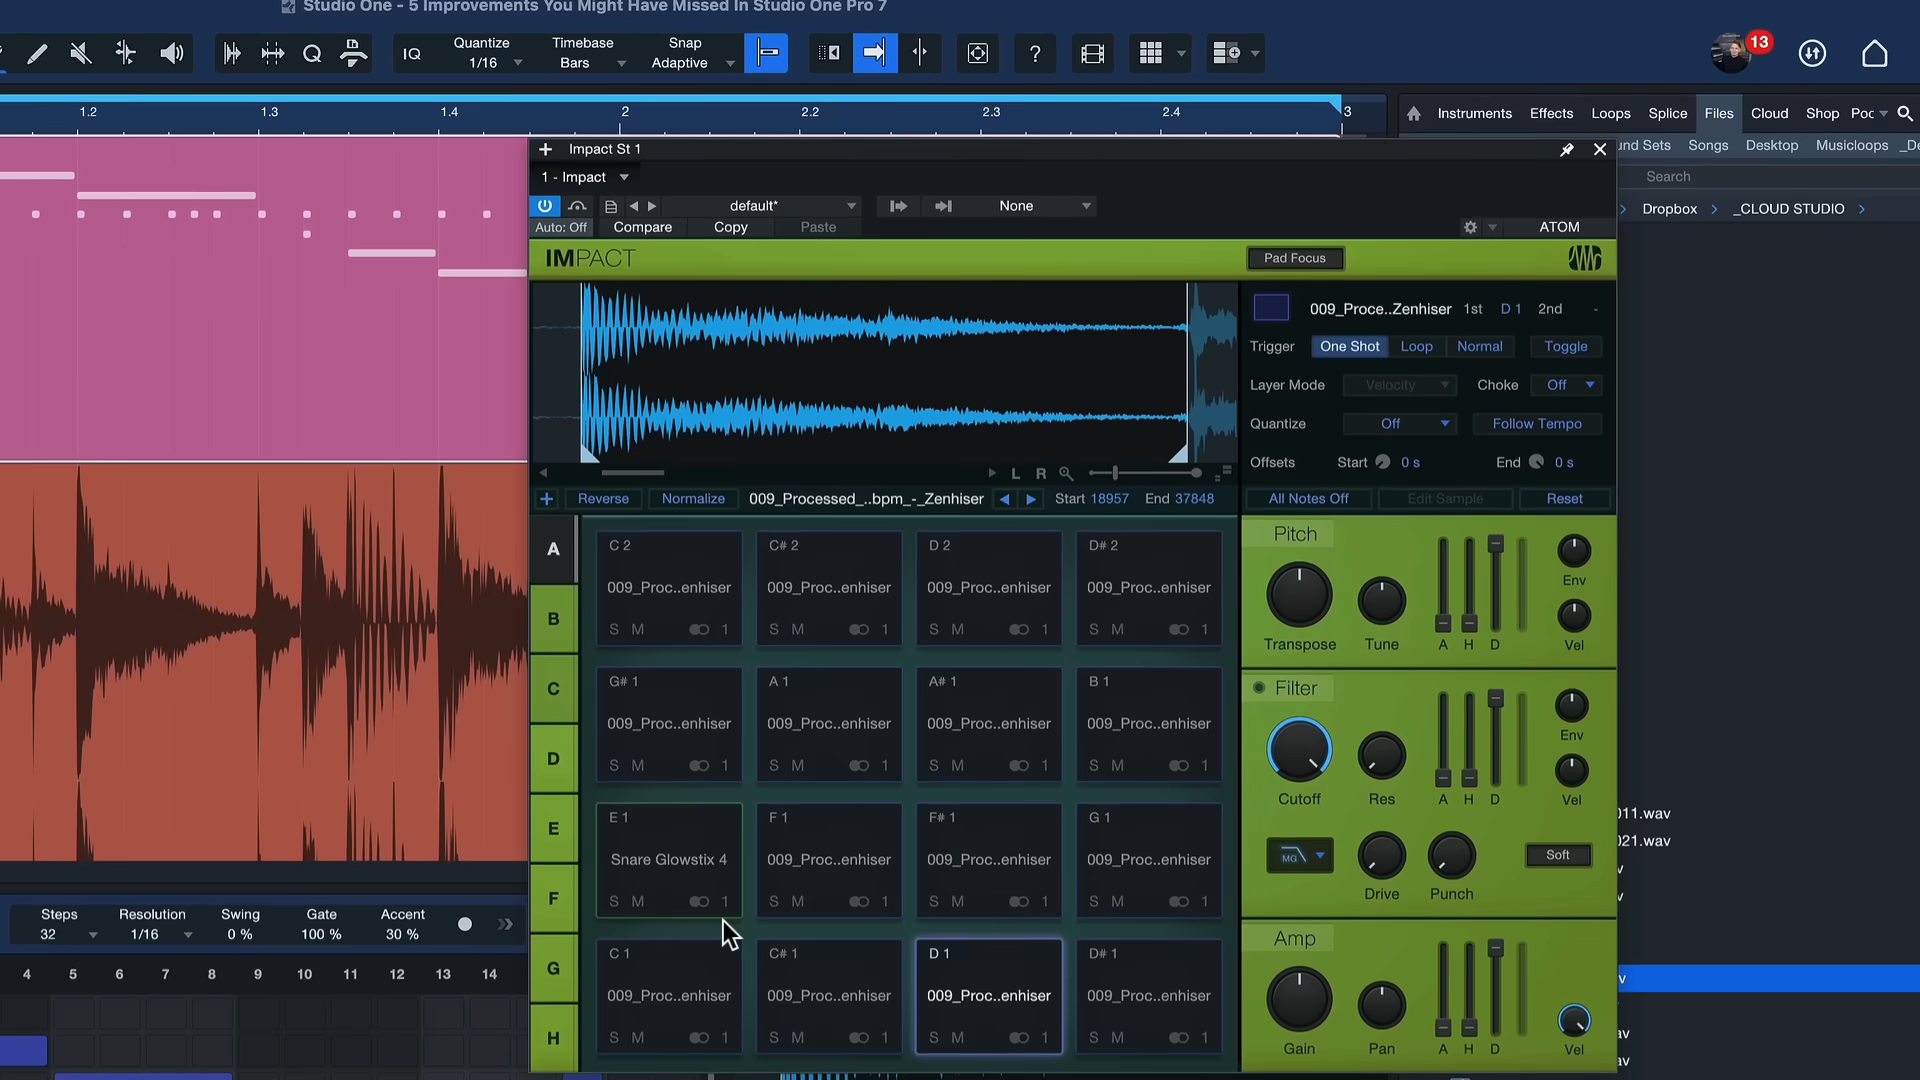 Studio One - 5 Improvements You Might Have Missed In Studio One Pro 7
IQ
Quantize
1/16
Timebase
Bars
Snap
Adaptive
?
13
1.2 1.3 1.4 2 2.2 2.3 2.4 3
Instruments Effects Loops Splice Files Cloud Shop Poc
und Sets Songs Desktop Musicloops _De
Search
Dropbox _CLOUD STUDIO
Impact St 1
1 - Impact
default* None
Auto: Off Compare Copy Paste ATOM
IMPACT Pad Focus
009_Proce..Zenhiser 1st D 1 2nd -
Trigger One Shot Loop Normal Toggle
Layer Mode Velocity Choke Off
Quantize Off Follow Tempo
Offsets Start 0 s End 0 s
L R
Reverse Normalize 009_Processed_..bpm_-_Zenhiser Start 18957 End 37848 All Notes Off Edit Sample Reset
A
B
C
D
E
F
G
H
C 2 C# 2 D 2 D# 2
009_Proc..enhiser 009_Proc..enhiser 009_Proc..enhiser 009_Proc..enhiser
S M 1 S M 1 S M 1 S M 1
G# 1 A 1 A# 1 B 1
009_Proc..enhiser 009_Proc..enhiser 009_Proc..enhiser 009_Proc..enhiser
S M 1 S M 1 S M 1 S M 1
E 1 F 1 F# 1 G 1
Snare Glowstix 4 009_Proc..enhiser 009_Proc..enhiser 009_Proc..enhiser
S M 1 S M 1 S M 1 S M 1
C 1 C# 1 D 1 D# 1
009_Proc..enhiser 009_Proc..enhiser 009_Proc..enhiser 009_Proc..enhiser
S M 1 S M 1 S M 1 S M 1
Pitch
Env
Transpose Tune A H D Vel
Filter
Env
Cutoff Res A H D Vel
MG
Soft
Drive Punch
Amp
Gain Pan A H D Vel
011.wav
021.wav
Steps
32
Resolution
1/16
Swing
0 %
Gate
100 %
Accent
30 %
4 5 6 7 8 9 10 11 12 13 14